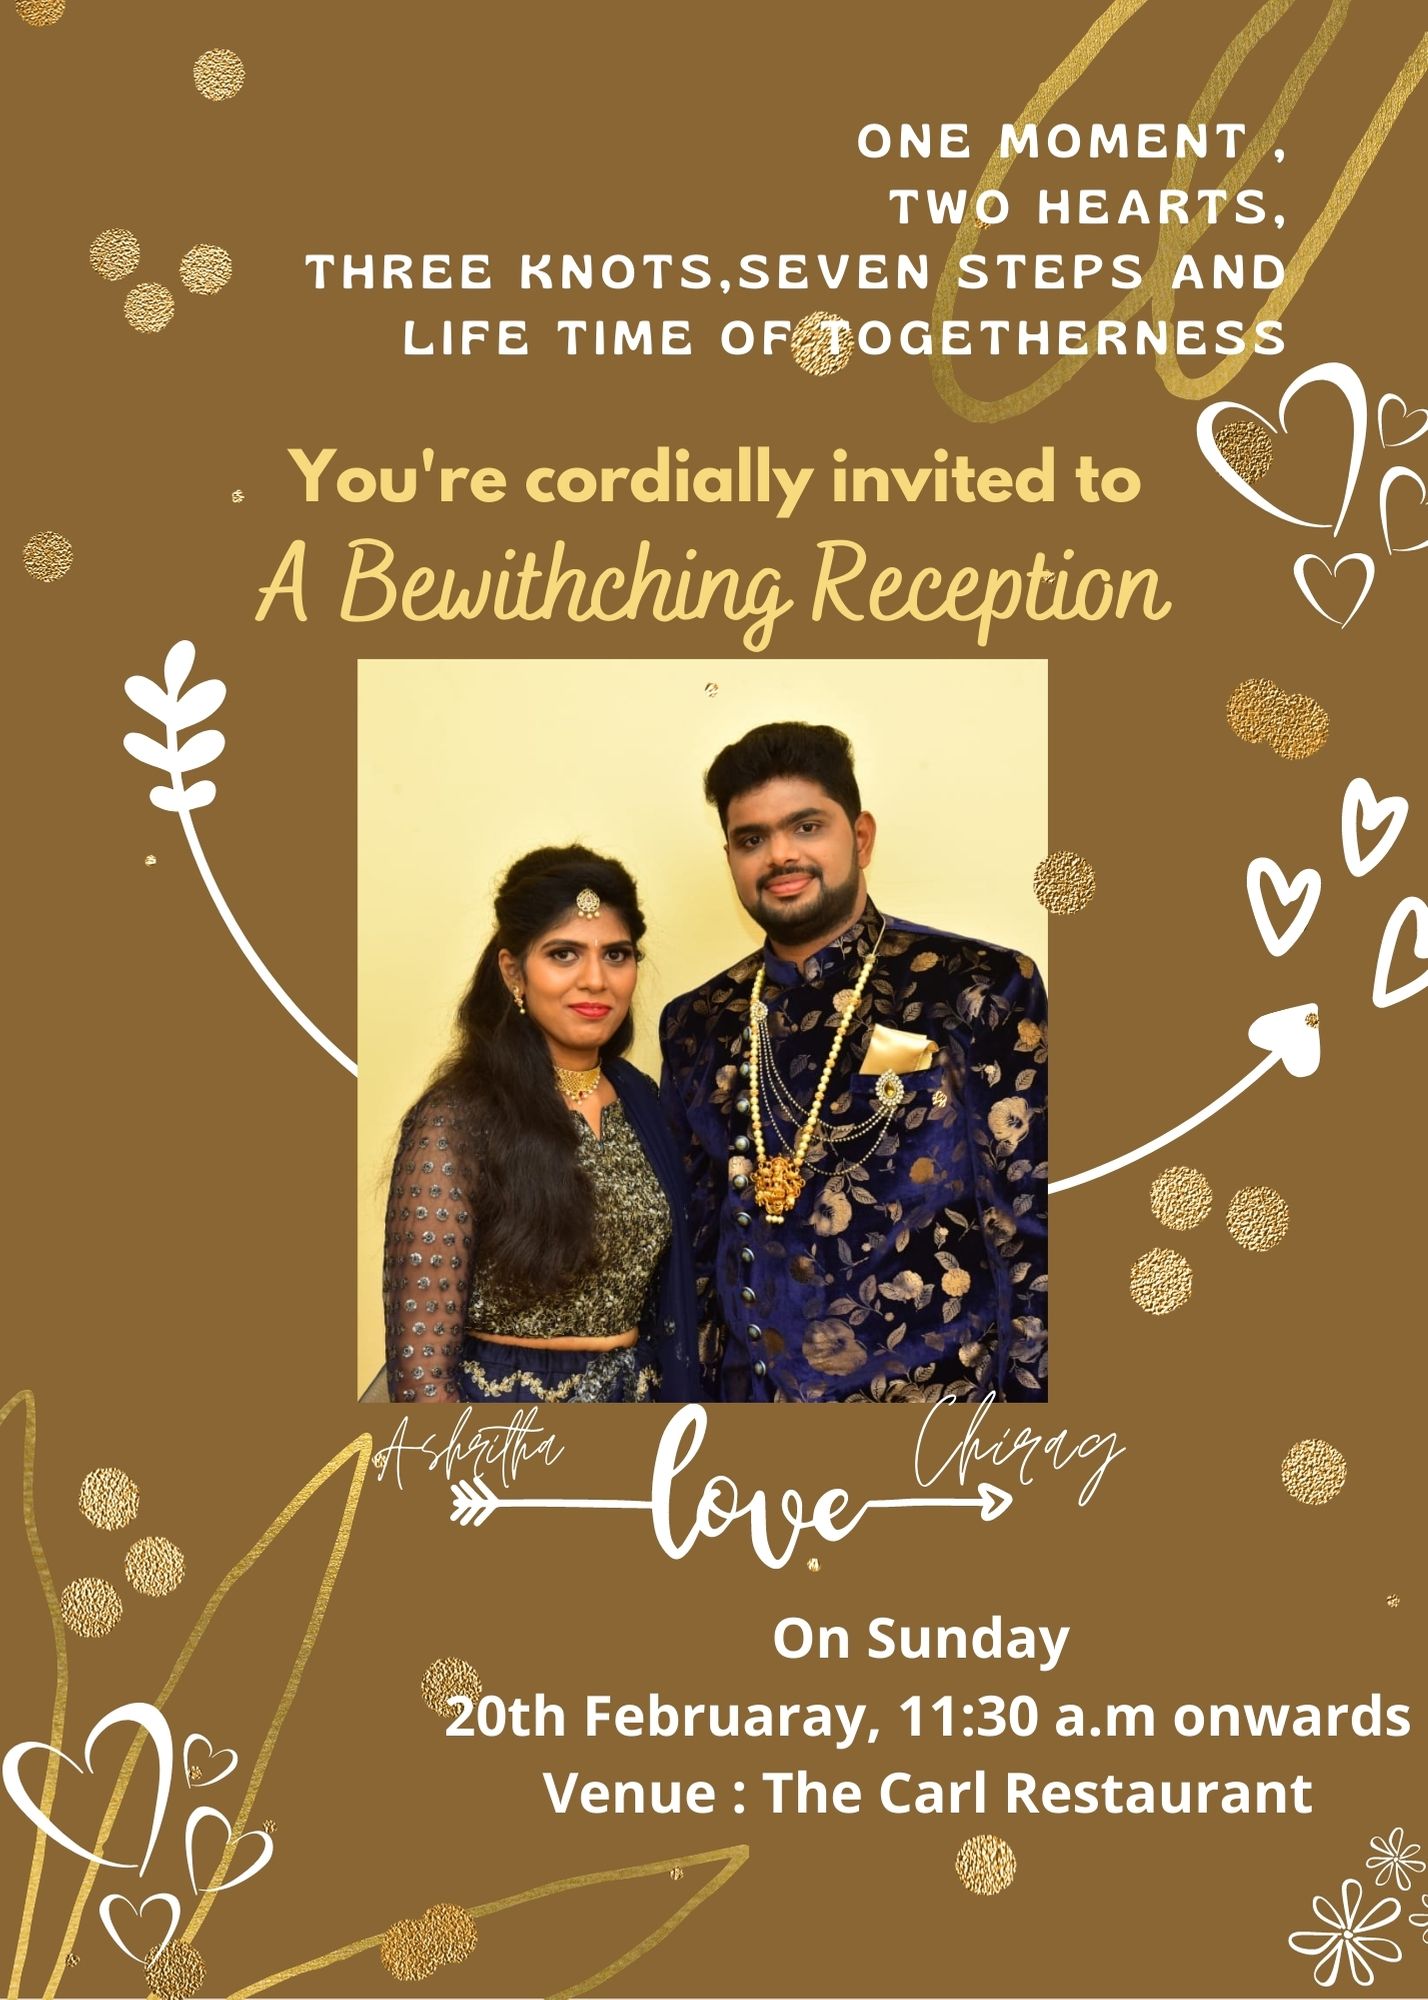 ONE MOMENT ,
TWO HEARTS,
THREE KNOTS,SEVEN STEPS AND
LIFE TIME OF TOGETHERNESS
You're cordially invited to
A Bewithching Reception
Ashritha
Chirag
love
On Sunday
20th Februaray, 11:30 a.m onwards
Venue : The Carl Restaurant